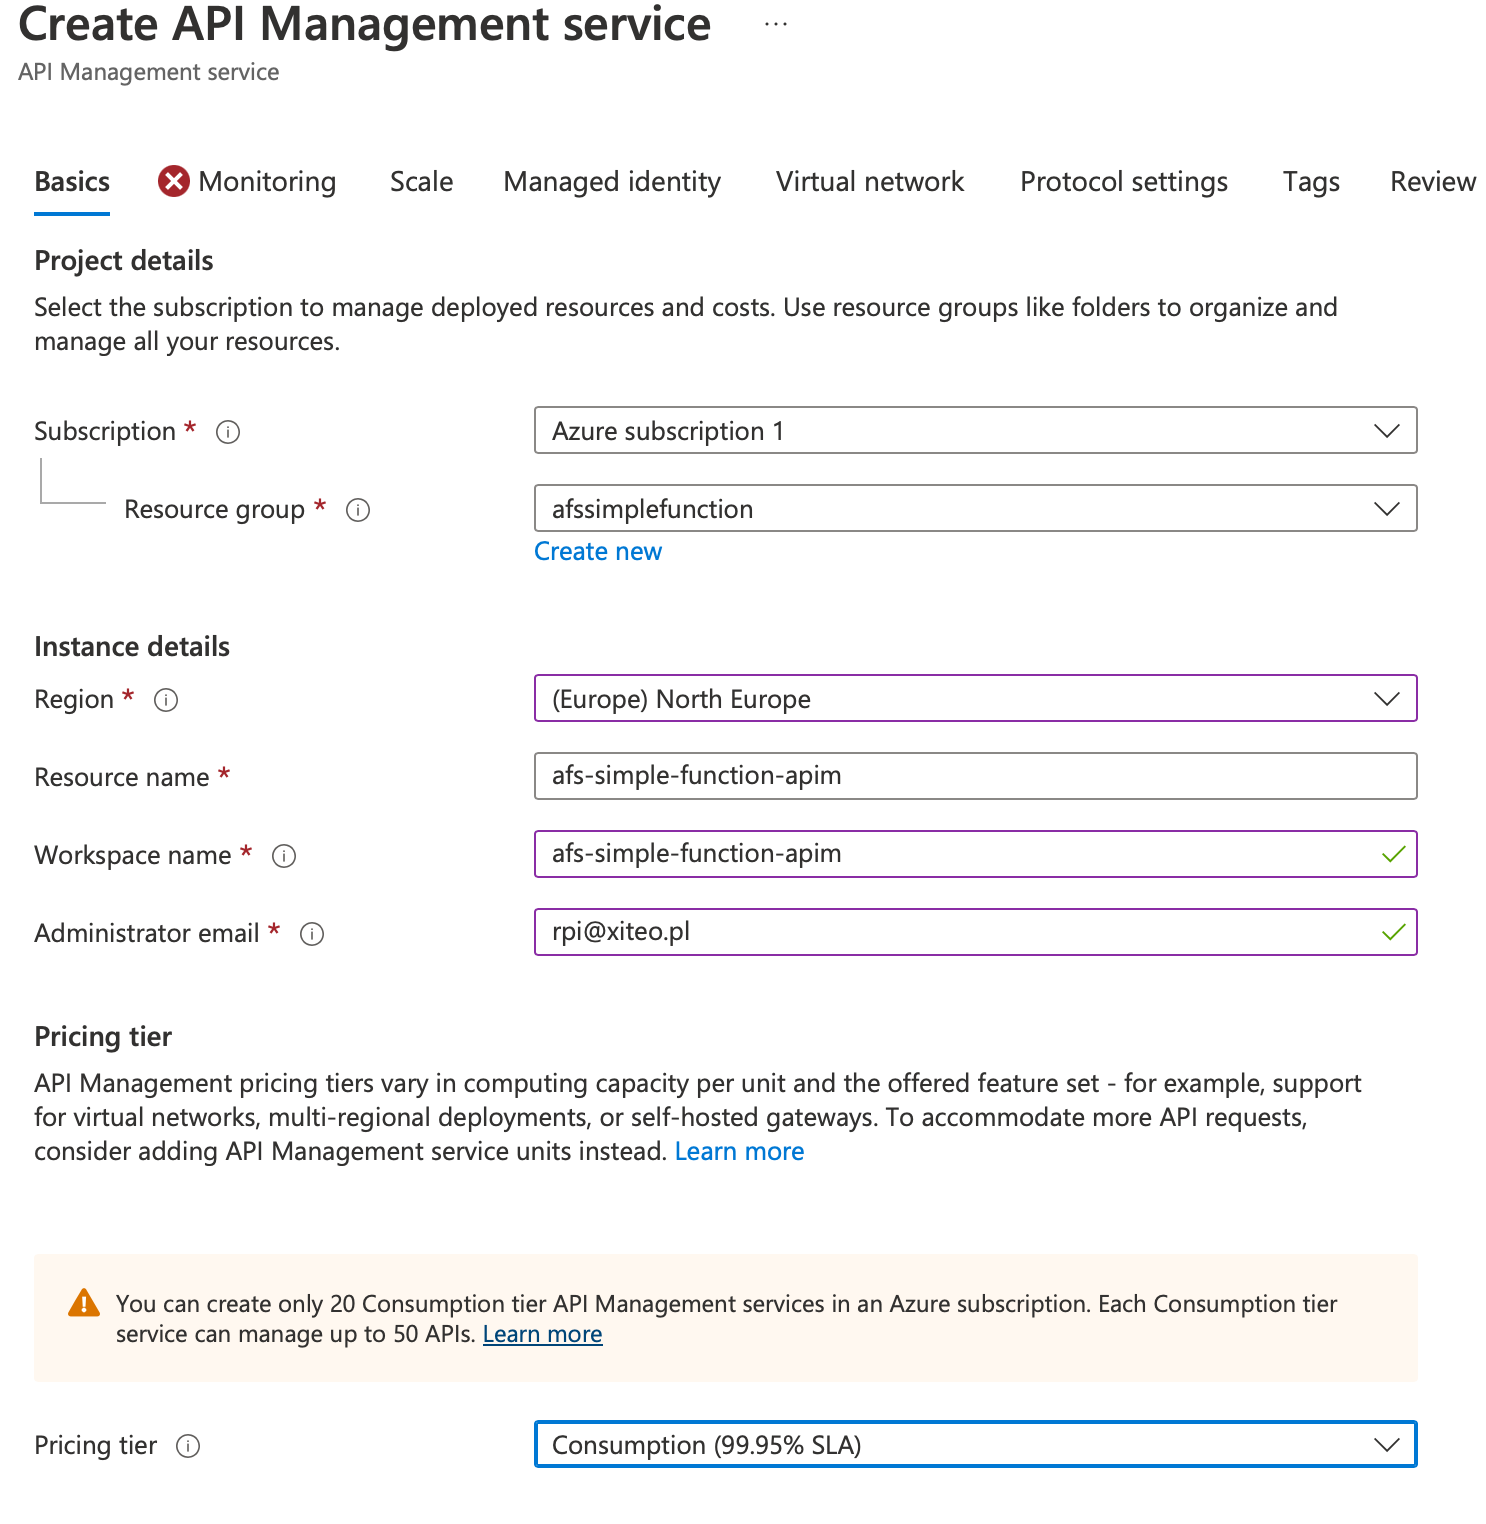 Create API Management service ...
API Management service
Basics Monitoring Scale Managed identity Virtual network Protocol settings Tags Review
Project details
Select the subscription to manage deployed resources and costs. Use resource groups like folders to organize and
manage all your resources.
Subscription * Azure subscription 1
Resource group * afssimplefunction
Create new
Instance details
Region * (Europe) North Europe
Resource name * afs-simple-function-apim
Workspace name * afs-simple-function-apim
Administrator email * rpi@xiteo.pl
Pricing tier
API Management pricing tiers vary in computing capacity per unit and the offered feature set - for example, support
for virtual networks, multi-regional deployments, or self-hosted gateways. To accommodate more API requests,
consider adding API Management service units instead. Learn more
You can create only 20 Consumption tier API Management services in an Azure subscription. Each Consumption tier
service can manage up to 50 APIs. Learn more
Pricing tier Consumption (99.95% SLA)